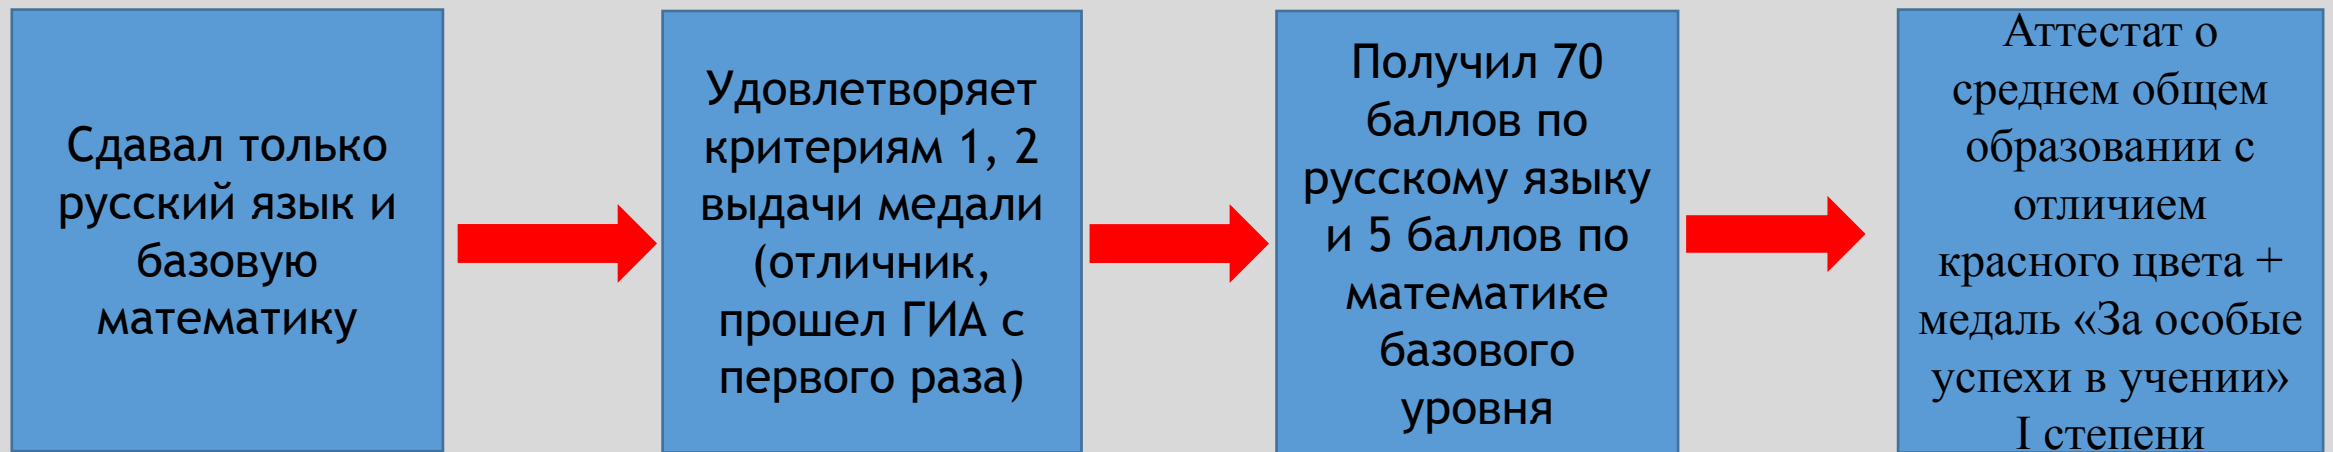 Сдавал только
русский язык и
базовую
математику
Удовлетворяет
критериям 1, 2
выдачи медали
(отличник,
прошел ГИА с
первого раза)
Получил 70
баллов по
русскому языку
и 5 баллов по
математике
базового
уровня
Аттестат о
среднем общем
образовании с
отличием
красного цвета +
медаль «За особые
успехи в учении»
I степени